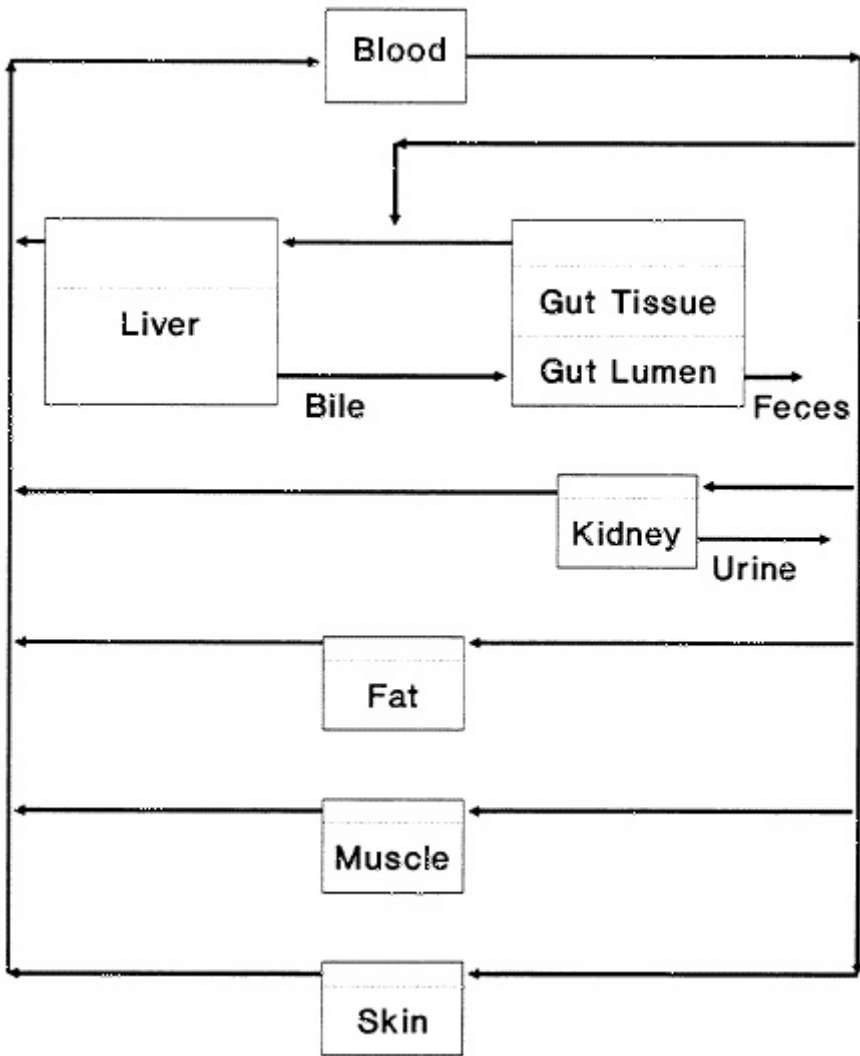 Blood
Liver
Gut Tissue
Gut Lumen
Bile
Feces
Kidney
Urine
Fat
Muscle
Skin